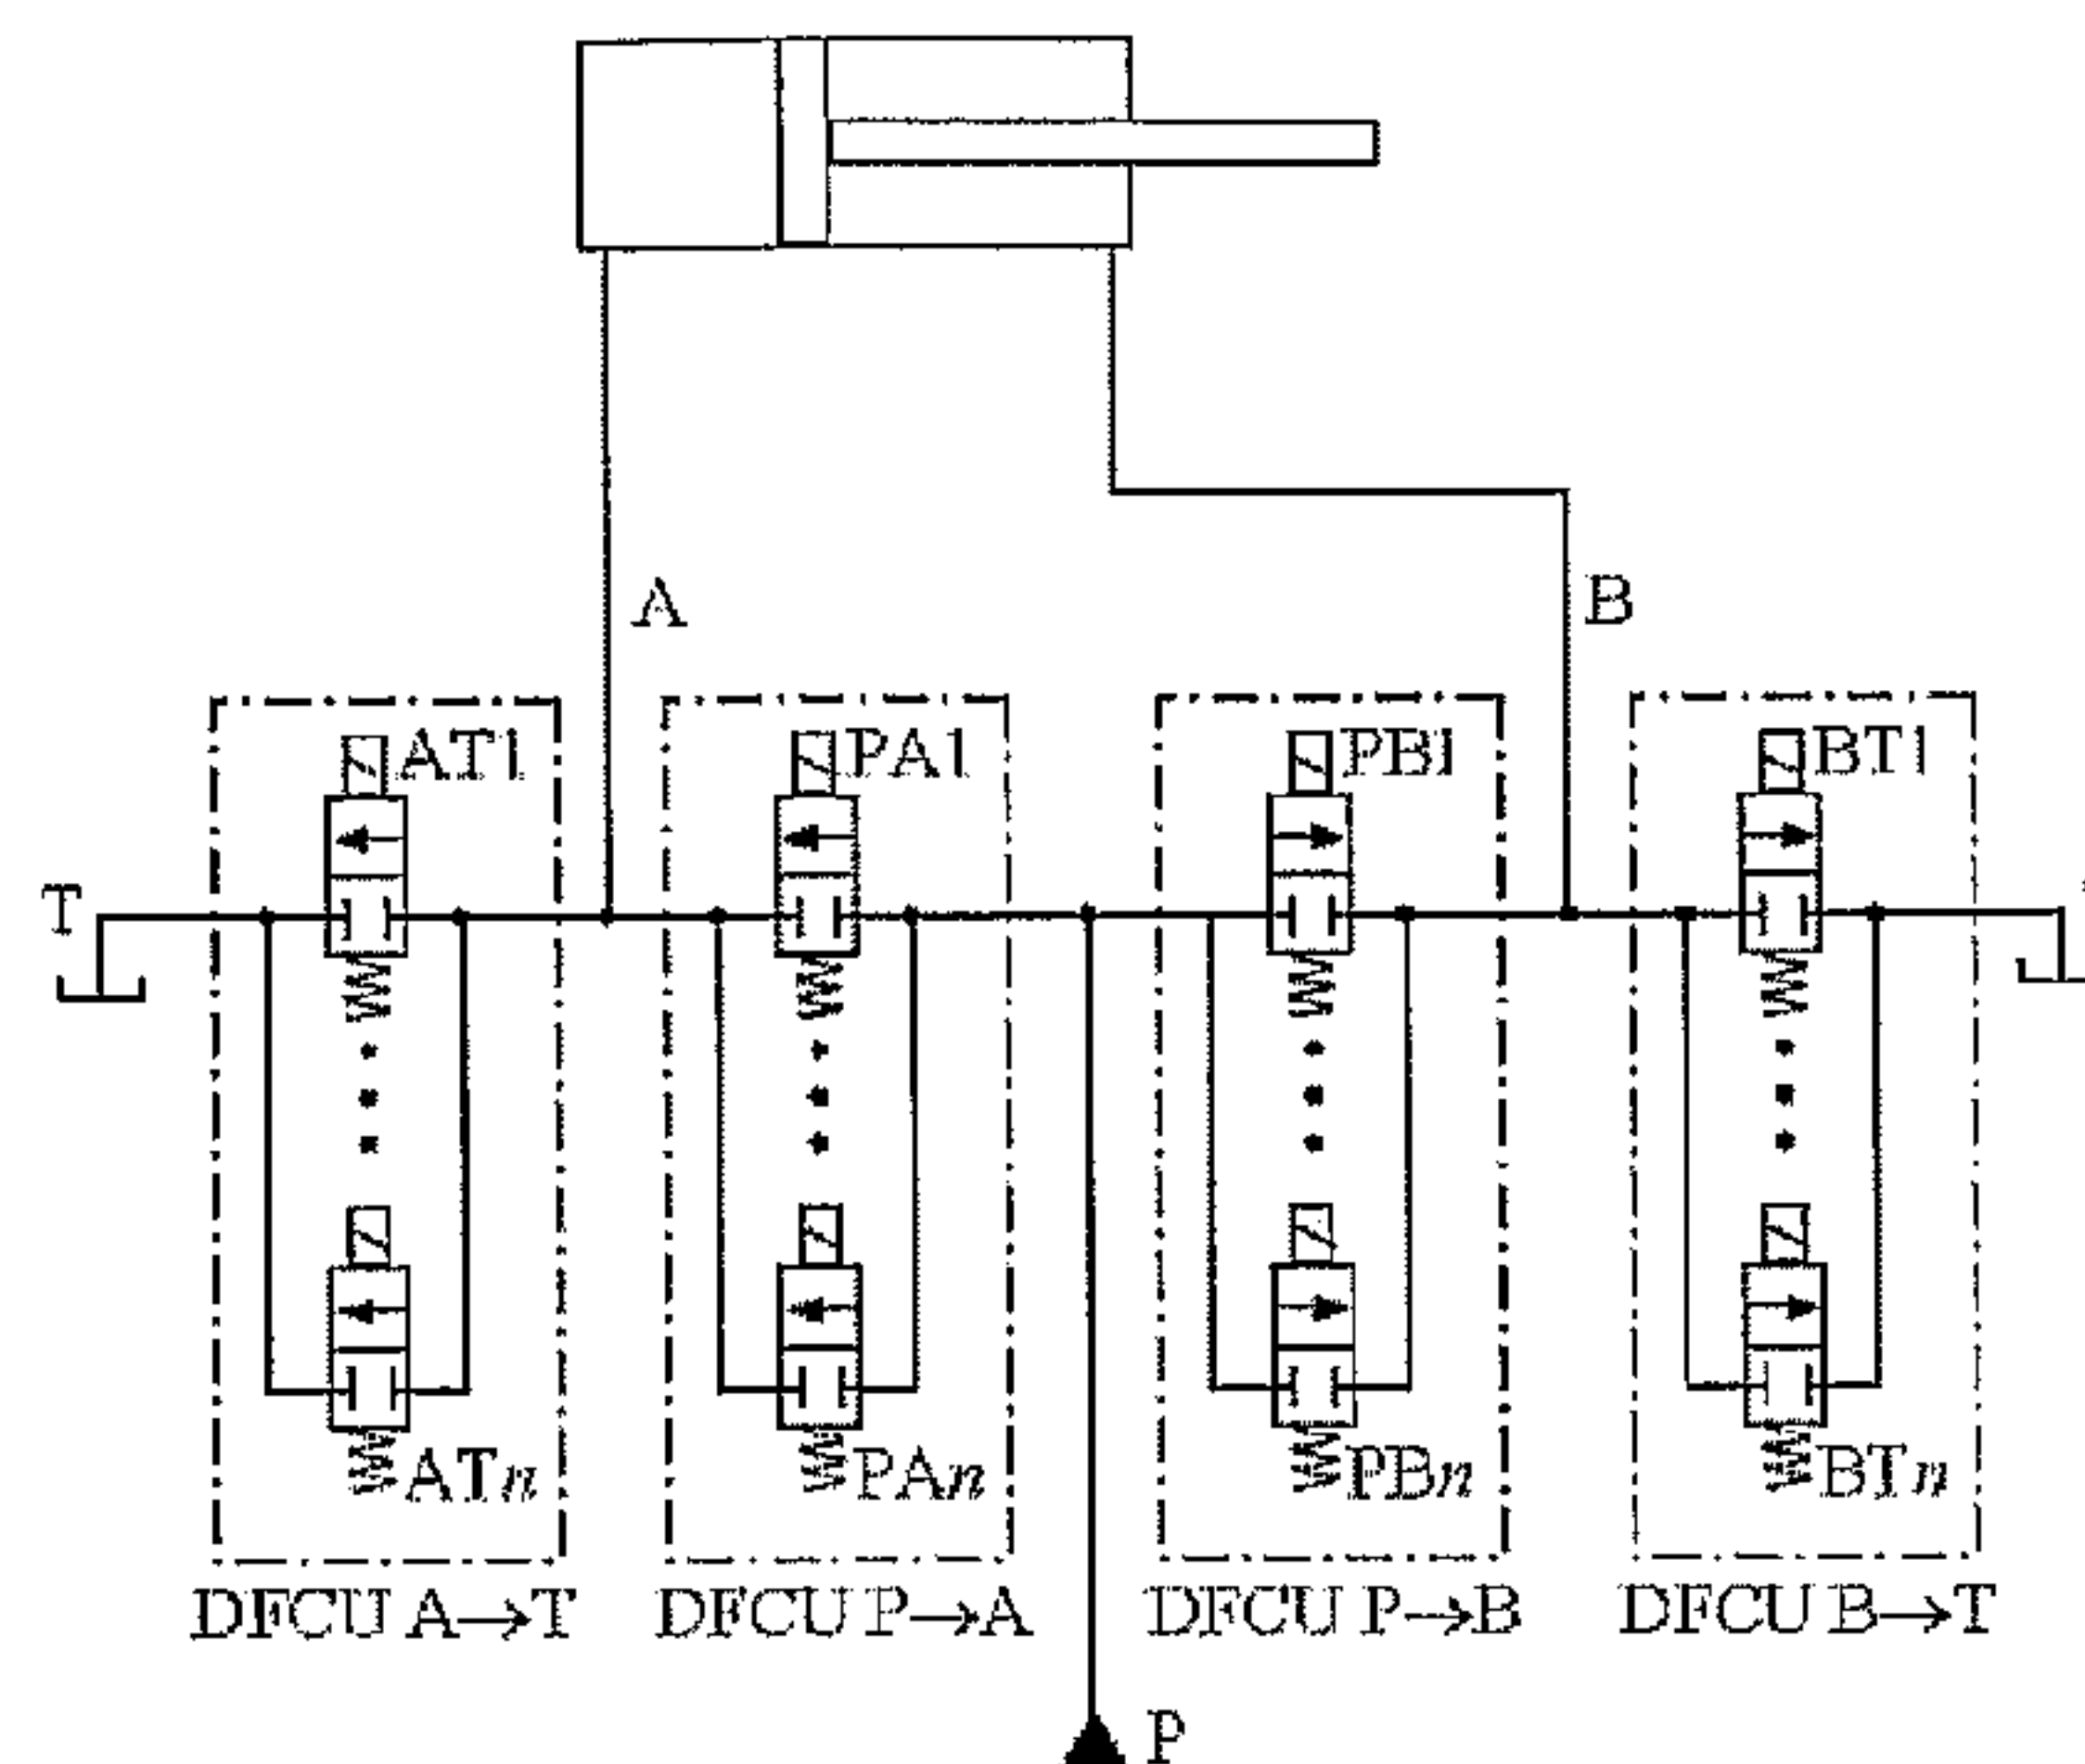 A
B
AT1
PA1
PB1
BT1
T
ATn
PAn
PBn
BTn
DFCU A→T
DFCU P→A
DFCU P→B
DFCU B→T
P